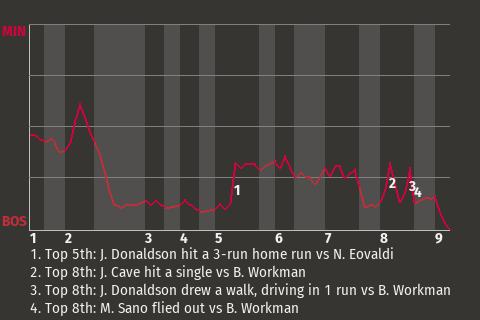 MIN
1
2
3
4
BOS
1 2 3 4 5 6 7 8 9
1. Top 5th: J. Donaldson hit a 3-run home run vs N. Eovaldi
2. Top 8th: J. Cave hit a single vs B. Workman
3. Top 8th: J. Donaldson drew a walk, driving in 1 run vs B. Workman
4. Top 8th: M. Sano flied out vs B. Workman